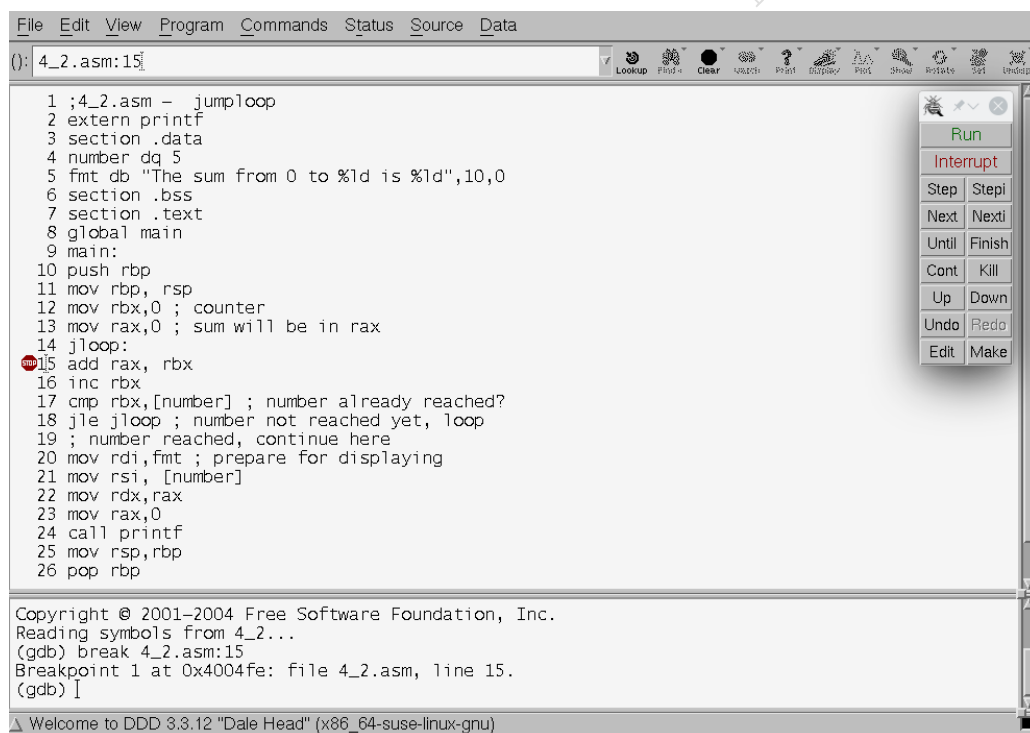 File Edit View Program Commands Status Source Data
(): 4_2.asm:15
Lookup Find» Clear Watch Print Display Plot Show Rotate Set Undisp
1 ;4_2.asm – jumploop
2 extern printf
3 section .data
4 number dq 5
5 fmt db "The sum from 0 to %ld is %ld",10,0
6 section .bss
7 section .text
8 global main
9 main:
10 push rbp
11 mov rbp, rsp
12 mov rbx,0 ; counter
13 mov rax,0 ; sum will be in rax
14 jloop:
STOP 15 add rax, rbx
16 inc rbx
17 cmp rbx,[number] ; number already reached?
18 jle jloop ; number not reached yet, loop
19 ; number reached, continue here
20 mov rdi,fmt ; prepare for displaying
21 mov rsi, [number]
22 mov rdx,rax
23 mov rax,0
24 call printf
25 mov rsp,rbp
26 pop rbp
Run
Interrupt
Step Stepi
Next Nexti
Until Finish
Cont Kill
Up Down
Undo Redo
Edit Make
Copyright © 2001–2004 Free Software Foundation, Inc.
Reading symbols from 4_2...
(gdb) break 4_2.asm:15
Breakpoint 1 at 0x4004fe: file 4_2.asm, line 15.
(gdb)
Welcome to DDD 3.3.12 "Dale Head" (x86_64-suse-linux-gnu)